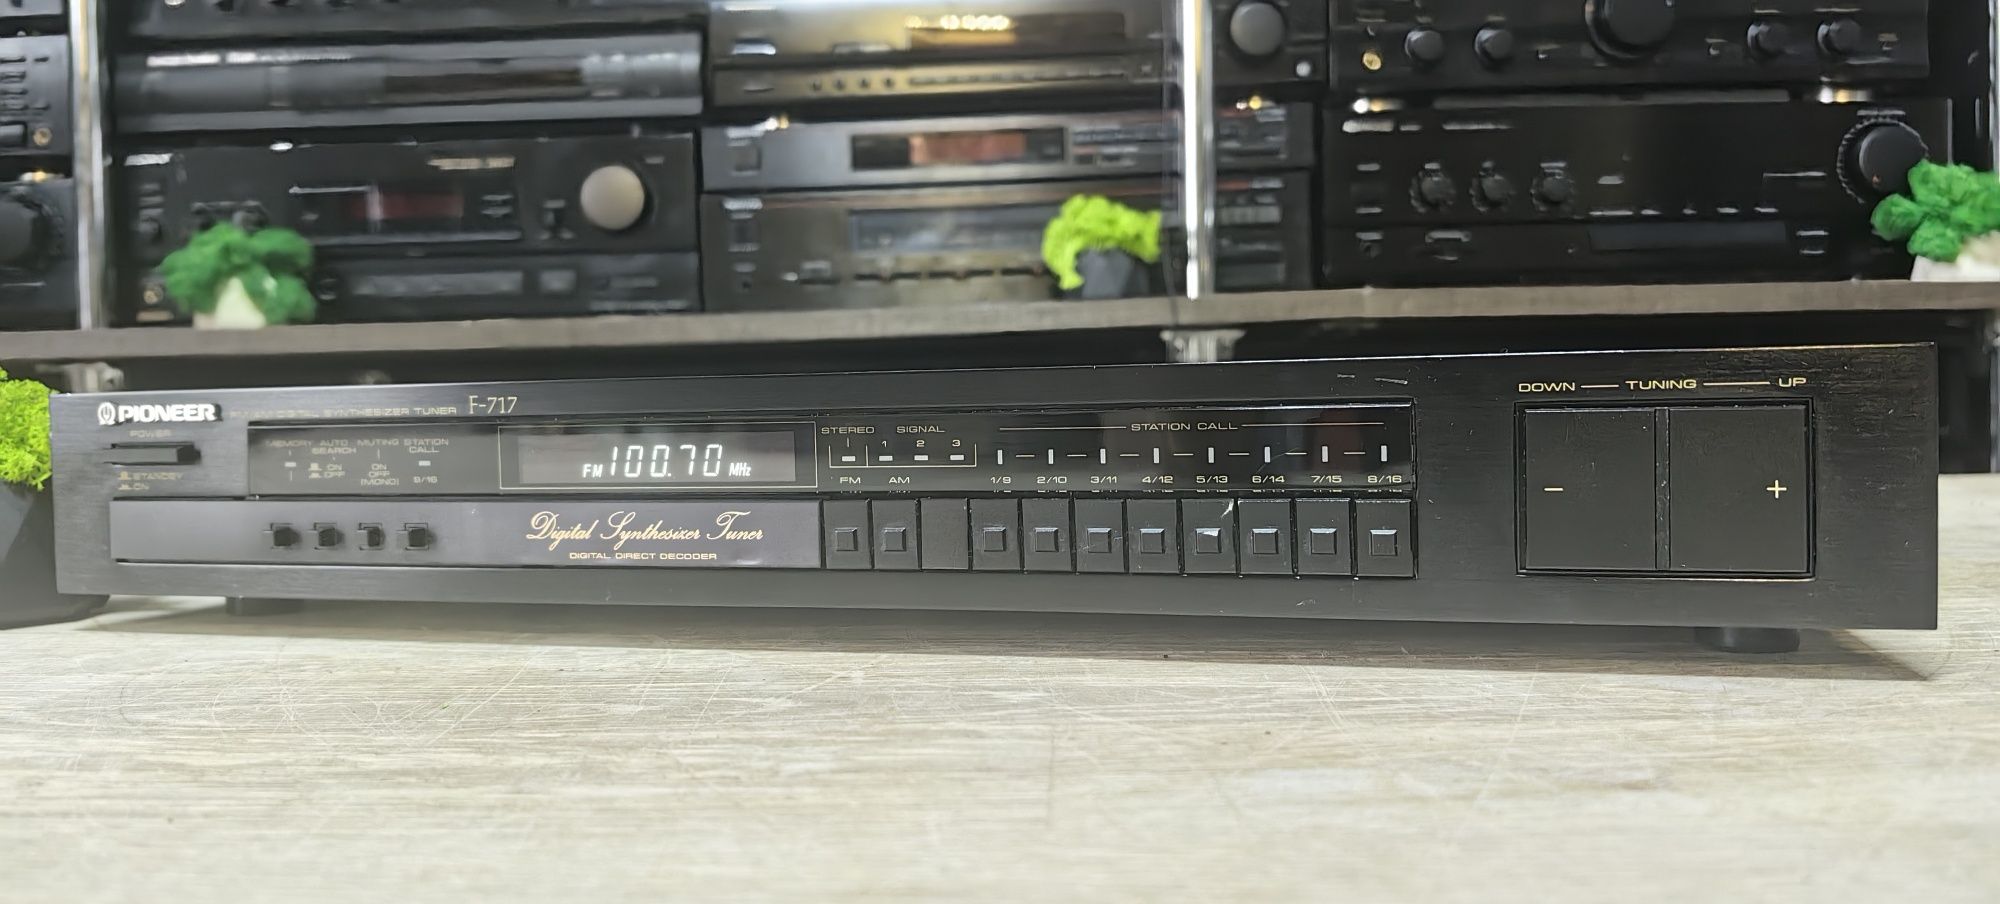 PIONEER FM/AM DIGITAL SYNTHESIZER TUNER F-717
POWER
STANDBY
ON
MEMORY AUTO SEARCH MUTING STATION CALL
ON OFF
ON OFF (MONO)
9/16
FM 100.70 MHz
STEREO SIGNAL
1 2 3
STATION CALL
FM AM 1/9 2/10 3/11 4/12 5/13 6/14 7/15 8/16
Digital Synthesizer Tuner
DIGITAL DIRECT DECODER
DOWN TUNING UP
− +